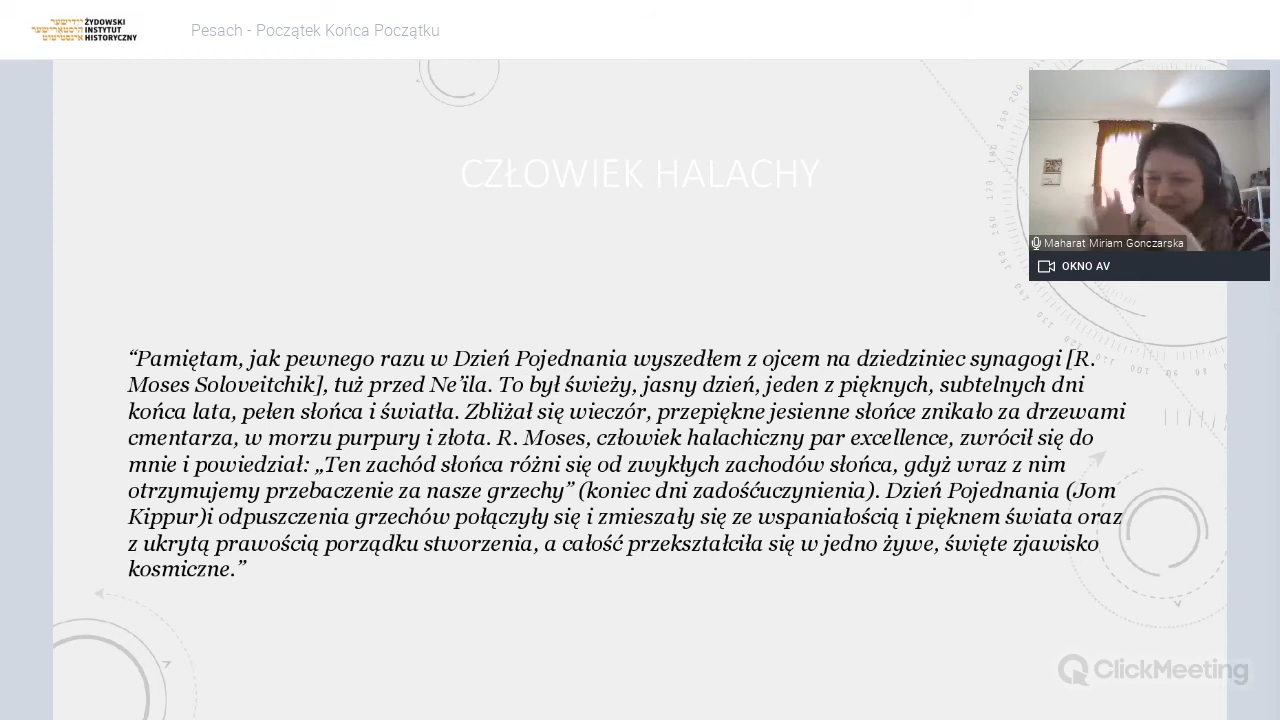 ייִדישער
היסטאָרישער
אינסטיטוט
ŻYDOWSKI
INSTYTUT
HISTORYCZNY
Pesach - Początek Końca Początku
CZŁOWIEK HALACHY
Maharat Miriam Gonczarska
OKNO AV
“Pamiętam, jak pewnego razu w Dzień Pojednania wyszedłem z ojcem na dziedziniec synagogi [R.
Moses Soloveitchik], tuż przed Ne’ila. To był świeży, jasny dzień, jeden z pięknych, subtelnych dni
końca lata, pełen słońca i światła. Zbliżał się wieczór, przepiękne jesienne słońce znikało za drzewami
cmentarza, w morzu purpury i złota. R. Moses, człowiek halachiczny par excellence, zwrócił się do
mnie i powiedział: „Ten zachód słońca różni się od zwykłych zachodów słońca, gdyż wraz z nim
otrzymujemy przebaczenie za nasze grzechy” (koniec dni zadośćuczynienia). Dzień Pojednania (Jom
Kippur)i odpuszczenia grzechów połączyły się i zmieszały się ze wspaniałością i pięknem świata oraz
z ukrytą prawością porządku stworzenia, a całość przekształciła się w jedno żywe, święte zjawisko
kosmiczne.”
ClickMeeting